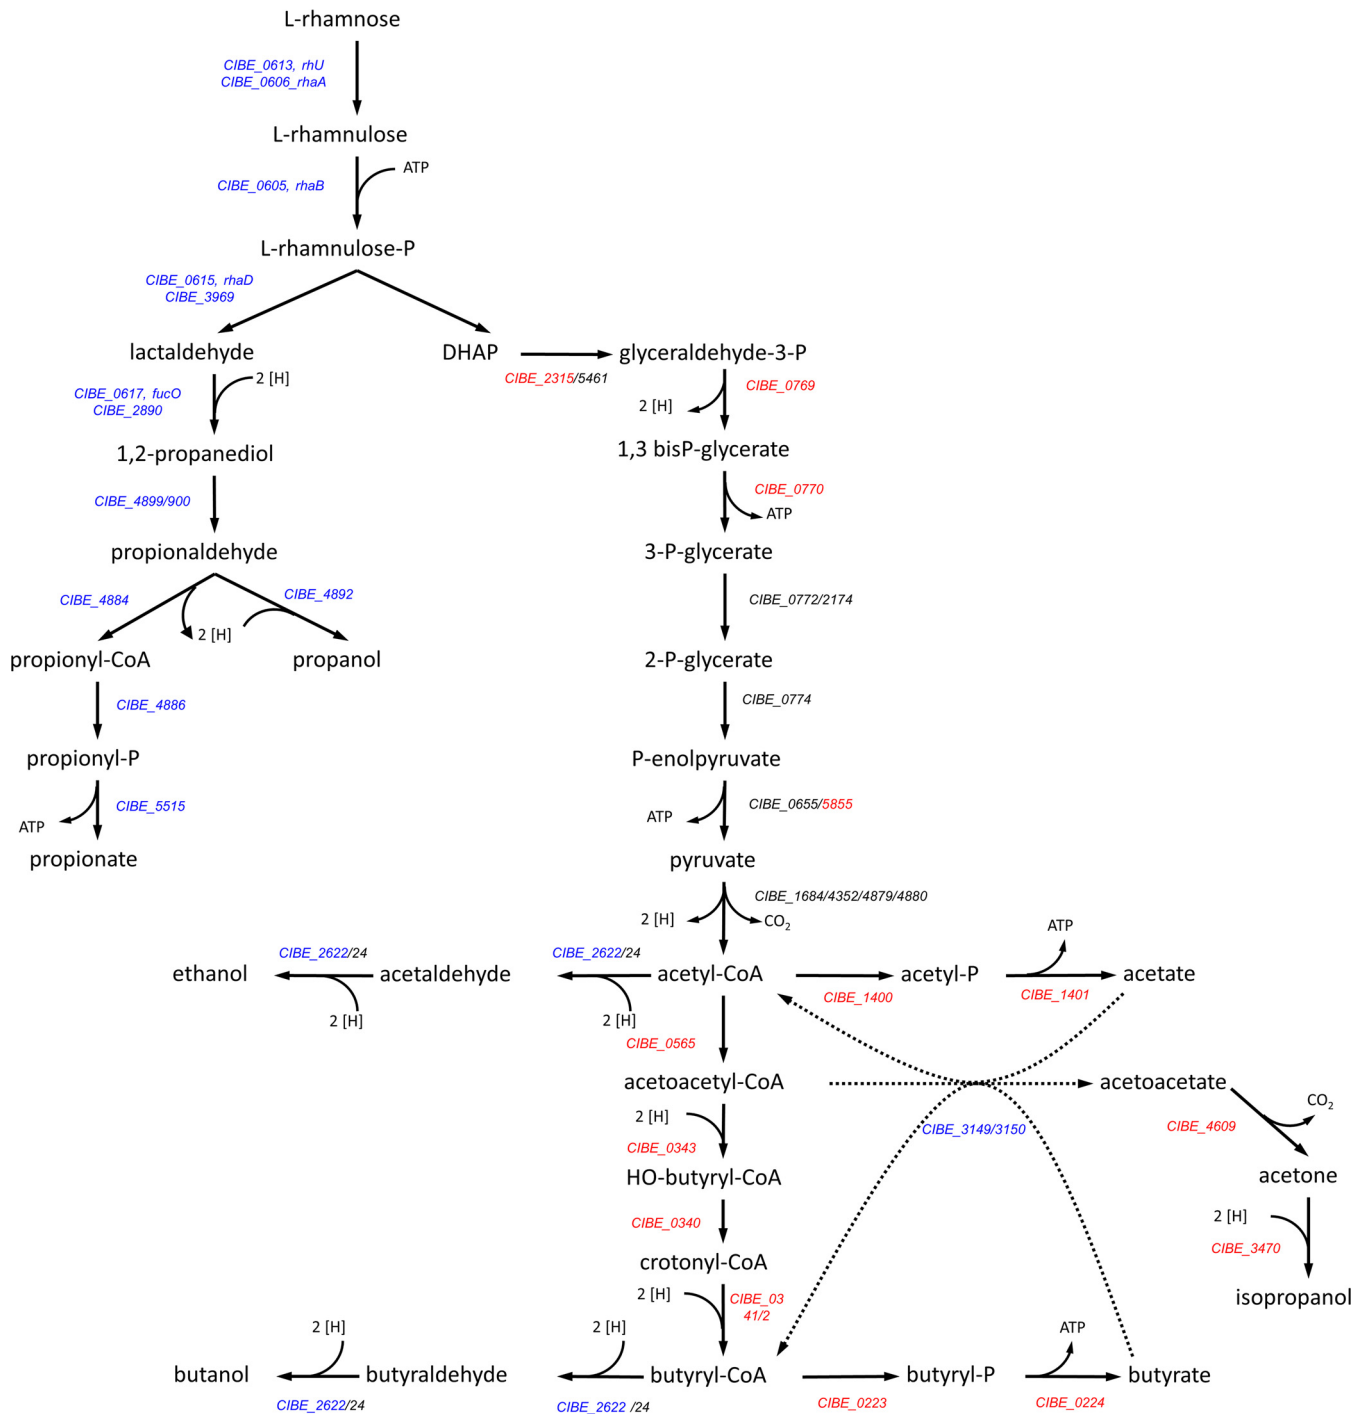 L-rhamnose
CIBE_0613, rhU
CIBE_0606_rhaA
L-rhamnulose
ATP
CIBE_0605, rhaB
L-rhamnulose-P
CIBE_0615, rhaD
CIBE_3969
lactaldehyde
DHAP
glyceraldehyde-3-P
CIBE_2315/5461
CIBE_0617, fucO
CIBE_2890
2 [H]
CIBE_0769
2 [H]
1,2-propanediol
1,3 bisP-glycerate
CIBE_4899/900
CIBE_0770
ATP
propionaldehyde
3-P-glycerate
CIBE_4884
CIBE_4892
2 [H]
CIBE_0772/2174
propionyl-CoA
propanol
2-P-glycerate
CIBE_4886
CIBE_0774
propionyl-P
P-enolpyruvate
CIBE_5515
ATP
CIBE_0655/5855
ATP
propionate
pyruvate
CIBE_1684/4352/4879/4880
2 [H]
CO2
ATP
CIBE_2622/24
CIBE_2622/24
ethanol
acetaldehyde
acetyl-CoA
acetyl-P
acetate
CIBE_1400
CIBE_1401
2 [H]
2 [H]
CIBE_0565
acetoacetyl-CoA
acetoacetate
CO2
2 [H]
CIBE_3149/3150
CIBE_4609
CIBE_0343
HO-butyryl-CoA
acetone
CIBE_0340
2 [H]
CIBE_3470
crotonyl-CoA
2 [H]
CIBE_03
41/2
isopropanol
2 [H]
2 [H]
ATP
butanol
butyraldehyde
butyryl-CoA
butyryl-P
butyrate
CIBE_2622/24
CIBE_2622 /24
CIBE_0223
CIBE_0224